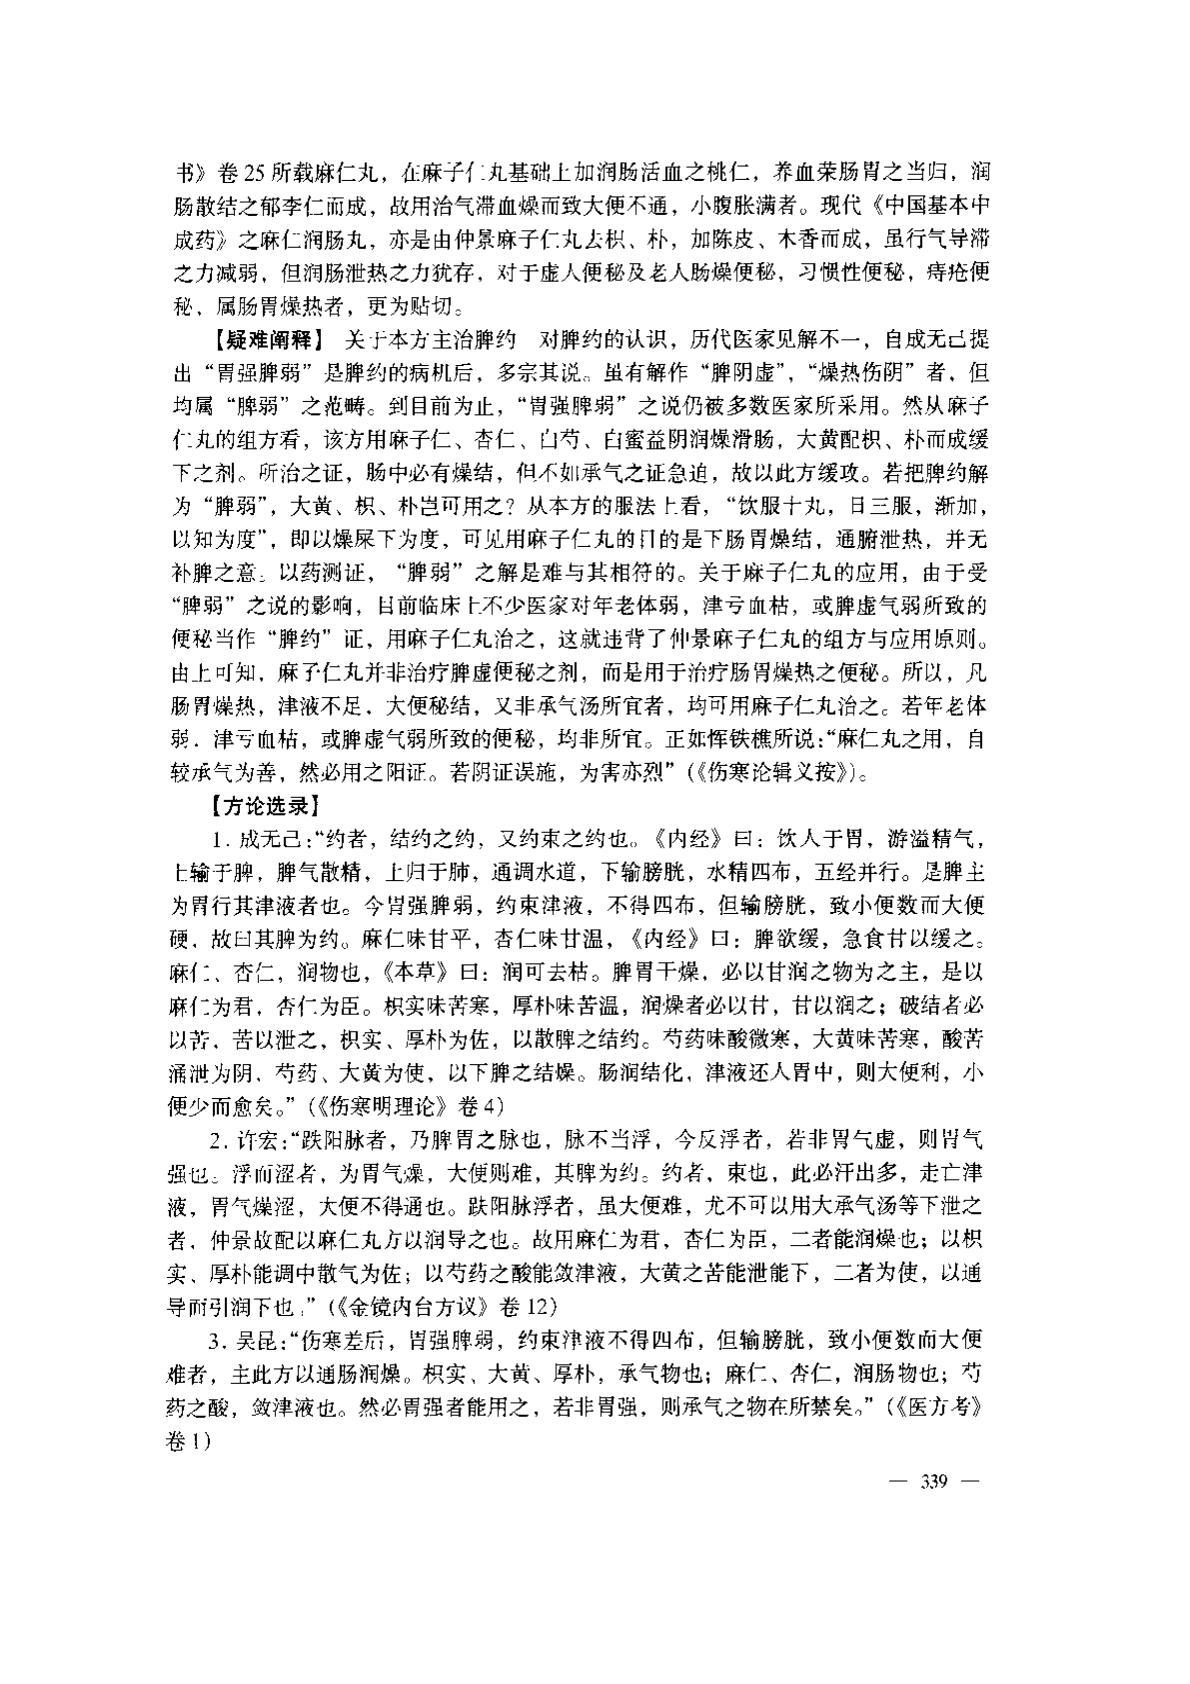 书》卷 25 所载麻仁丸，在麻子仁丸基础上加润肠活血之桃仁，养血荣肠胃之当归，润
肠散结之郁李仁而成，故用治气滞血燥而致大便不通，小腹胀满者。现代《中国基本中
成药》之麻仁润肠丸，亦是由仲景麻子仁丸去枳、朴，加陈皮、木香而成，虽行气导滞
之力减弱，但润肠泄热之力犹存，对于虚人便秘及老人肠燥便秘，习惯性便秘，痔疮便
秘，属肠胃燥热者，更为贴切。
【疑难阐释】 关于本方主治脾约 对脾约的认识，历代医家见解不一，自成无己提
出“胃强脾弱”是脾约的病机后，多宗其说。虽有解作“脾阴虚”，“燥热伤阴”者，但
均属“脾弱”之范畴。到目前为止，“胃强脾弱”之说仍被多数医家所采用。然从麻子
仁丸的组方看，该方用麻子仁、杏仁、白芍、白蜜益阴润燥滑肠，大黄配枳、朴而成缓
下之剂。所治之证，肠中必有燥结，但不如承气之证急迫，故以此方缓攻。若把脾约解
为“脾弱”，大黄、枳、朴岂可用之？从本方的服法上看，“饮服十丸，日三服，渐加，
以知为度”，即以燥屎下为度，可见用麻子仁丸的目的是下肠胃燥结，通腑泄热，并无
补脾之意。以药测证，“脾弱”之解是难与其相符的。关于麻子仁丸的应用，由于受
“脾弱”之说的影响，目前临床上不少医家对年老体弱，津亏血枯，或脾虚气弱所致的
便秘当作“脾约”证，用麻子仁丸治之，这就违背了仲景麻子仁丸的组方与应用原则。
由上可知，麻子仁丸并非治疗脾虚便秘之剂，而是用于治疗肠胃燥热之便秘。所以，凡
肠胃燥热，津液不足，大便秘结，又非承气汤所宜者，均可用麻子仁丸治之。若年老体
弱，津亏血枯，或脾虚气弱所致的便秘，均非所宜。正如恽铁樵所说：“麻仁丸之用，自
较承气为善，然必用之阳证。若阴证误施，为害亦烈”（《伤寒论辑义按》）。
【方论选录】
1. 成无己：“约者，结约之约，又约束之约也。《内经》曰：饮人于胃，游溢精气，
上输于脾，脾气散精，上归于肺，通调水道，下输膀胱，水精四布，五经并行。是脾主
为胃行其津液者也。今胃强脾弱，约束津液，不得四布，但输膀胱，致小便数而大便
硬，故曰其脾为约。麻仁味甘平，杏仁味甘温，《内经》曰：脾欲缓，急食甘以缓之。
麻仁、杏仁，润物也，《本草》曰：润可去枯。脾胃干燥，必以甘润之物为之主，是以
麻仁为君，杏仁为臣。枳实味苦寒，厚朴味苦温，润燥者必以甘，甘以润之；破结者必
以苦，苦以泄之，枳实、厚朴为佐，以散脾之结约。芍药味酸微寒，大黄味苦寒，酸苦
涌泄为阴，芍药、大黄为使，以下脾之结燥。肠润结化，津液还人胃中，则大便利，小
便少而愈矣。”（《伤寒明理论》卷 4）
2. 许宏：“趺阳脉者，乃脾胃之脉也，脉不当浮，今反浮者，若非胃气虚，则胃气
强也。浮而涩者，为胃气燥，大便则难，其脾为约。约者，束也，此必汗出多，走亡津
液，胃气燥涩，大便不得通也。趺阳脉浮者，虽大便难，尤不可以用大承气汤等下泄之
者，仲景故配以麻仁丸方以润导之也。故用麻仁为君，杏仁为臣，二者能润燥也；以枳
实、厚朴能调中散气为佐；以芍药之酸能敛津液，大黄之苦能泄能下，二者为使，以通
导而引润下也。”（《金镜内台方议》卷 12）
3. 吴昆：“伤寒差后，胃强脾弱，约束津液不得四布，但输膀胱，致小便数而大便
难者，主此方以通肠润燥。枳实、大黄、厚朴，承气物也；麻仁、杏仁，润肠物也；芍
药之酸，敛津液也。然必胃强者能用之，若非胃强，则承气之物在所禁矣。”（《医方考》
卷 1）
— 339 —